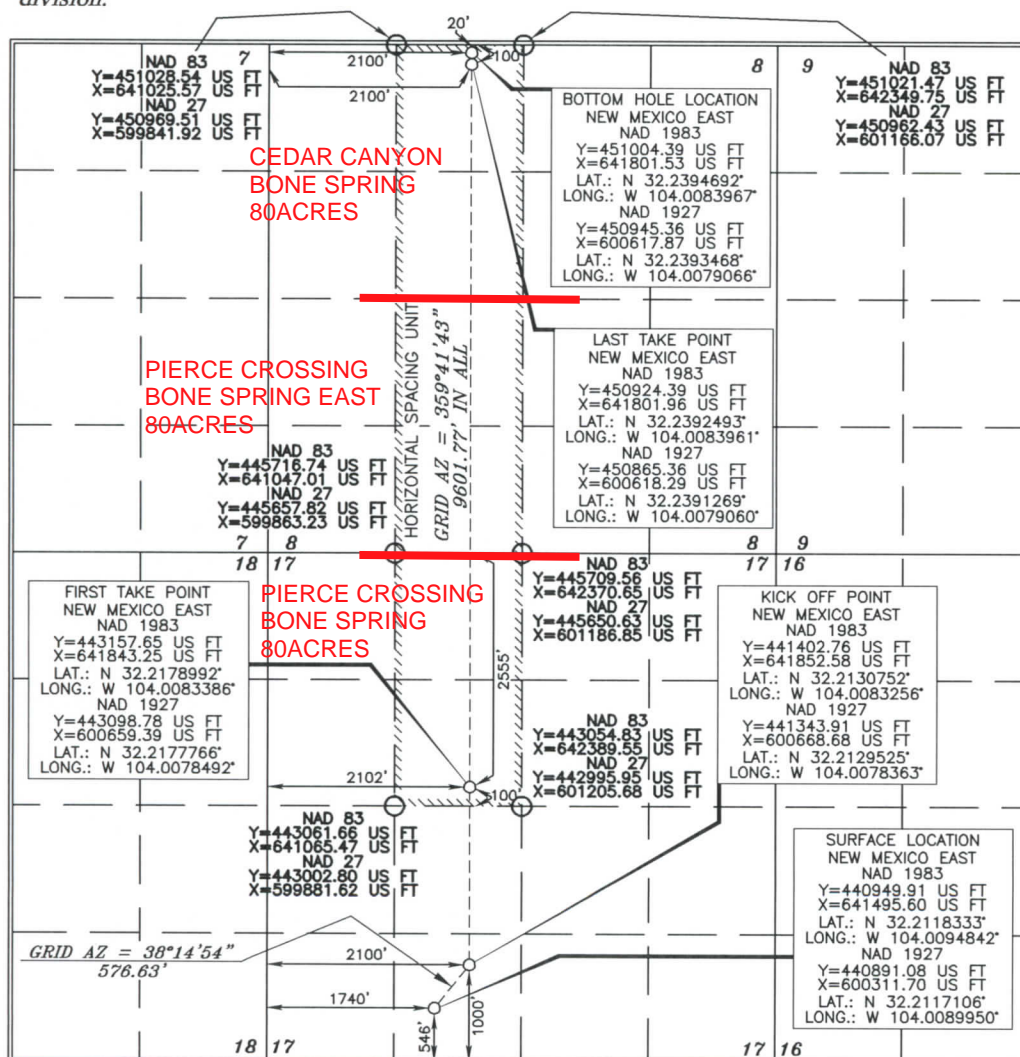 division.
20'
2100'
100'
2100'
7
8
9
NAD 83
Y=451028.54 US FT
X=641025.57 US FT
NAD 27
Y=450969.51 US FT
X=599841.92 US FT
NAD 83
Y=451021.47 US FT
X=642349.75 US FT
NAD 27
Y=450962.43 US FT
X=601166.07 US FT
CEDAR CANYON
BONE SPRING
80ACRES
BOTTOM HOLE LOCATION
NEW MEXICO EAST
NAD 1983
Y=451004.39 US FT
X=641801.53 US FT
LAT.: N 32.2394692°
LONG.: W 104.0083967°
NAD 1927
Y=450945.36 US FT
X=600617.87 US FT
LAT.: N 32.2393468°
LONG.: W 104.0079066°
HORIZONTAL SPACING UNIT
GRID AZ = 359°41'43"
9601.77' IN ALL
LAST TAKE POINT
NEW MEXICO EAST
NAD 1983
Y=450924.39 US FT
X=641801.96 US FT
LAT.: N 32.2392493°
LONG.: W 104.0083961°
NAD 1927
Y=450865.36 US FT
X=600618.29 US FT
LAT.: N 32.2391269°
LONG.: W 104.0079060°
PIERCE CROSSING
BONE SPRING EAST
80ACRES
NAD 83
Y=445716.74 US FT
X=641047.01 US FT
NAD 27
Y=445657.82 US FT
X=599863.23 US FT
7 8
18 17
8 9
17 16
NAD 83
Y=445709.56 US FT
X=642370.65 US FT
NAD 27
Y=445650.63 US FT
X=601186.85 US FT
FIRST TAKE POINT
NEW MEXICO EAST
NAD 1983
Y=443157.65 US FT
X=641843.25 US FT
LAT.: N 32.2178992°
LONG.: W 104.0083386°
NAD 1927
Y=443098.78 US FT
X=600659.39 US FT
LAT.: N 32.2177766°
LONG.: W 104.0078492°
PIERCE CROSSING
BONE SPRING
80ACRES
2555'
KICK OFF POINT
NEW MEXICO EAST
NAD 1983
Y=441402.76 US FT
X=641852.58 US FT
LAT.: N 32.2130752°
LONG.: W 104.0083256°
NAD 1927
Y=441343.91 US FT
X=600668.68 US FT
LAT.: N 32.2129525°
LONG.: W 104.0078363°
NAD 83
Y=443054.83 US FT
X=642389.55 US FT
NAD 27
Y=442995.95 US FT
X=601205.68 US FT
2102'
100'
NAD 83
Y=443061.66 US FT
X=641065.47 US FT
NAD 27
Y=443002.80 US FT
X=599881.62 US FT
SURFACE LOCATION
NEW MEXICO EAST
NAD 1983
Y=440949.91 US FT
X=641495.60 US FT
LAT.: N 32.2118333°
LONG.: W 104.0094842°
NAD 1927
Y=440891.08 US FT
X=600311.70 US FT
LAT.: N 32.2117106°
LONG.: W 104.0089950°
GRID AZ = 38°14'54"
576.63'
2100'
1740'
546'
1000'
18 17
17 16